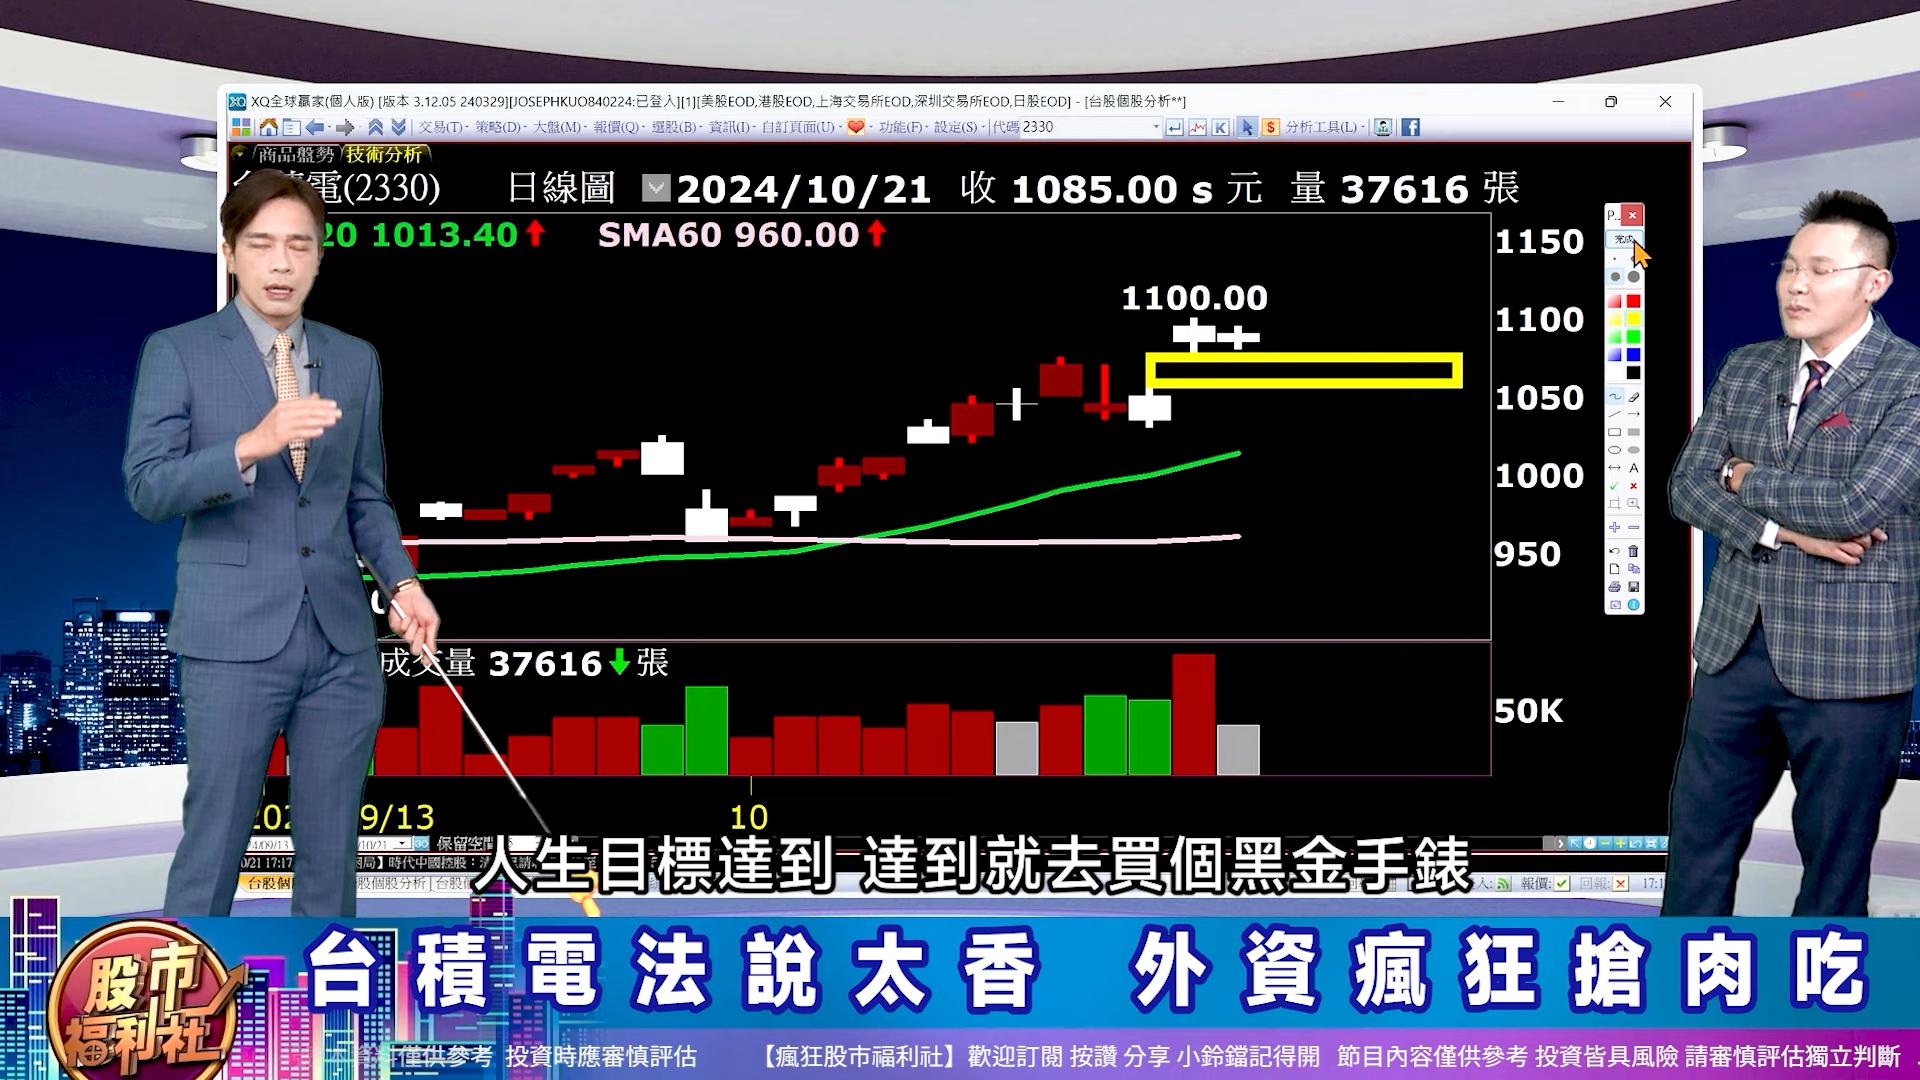 XQ全球贏家(個人版) [版本 3.12.05 240329][JOSEPHKUO840224:已登入][1][美股EOD,港股EOD,上海交易所EOD,深圳交易所EOD,日股EOD] - [台股個股分析**]
交易(T) 策略(D) 大盤(M) 報價(Q) 選股(B) 資訊(I) 自訂頁面(U) 功能(F) 設定(S) 代碼 2330 分析工具(L)
商品盤勢 技術分析
電(2330) 日線圖 2024/10/21 收 1085.00 s 元 量 37616 張
20 1013.40 SMA60 960.00
P..
完成
1150
1100.00
1100
1050
1000
950
成交量 37616 張
50K
9/13 10
保留空
人生目標達到 達到就去買個黑金手錶
報價: 回報:
台積電法說太香 外資瘋狂搶肉吃
股市
福利社
僅供參考 投資時應審慎評估 【瘋狂股市福利社】歡迎訂閱 按讚 分享 小鈴鐺記得開 節目內容僅供參考 投資皆具風險 請審慎評估獨立判斷